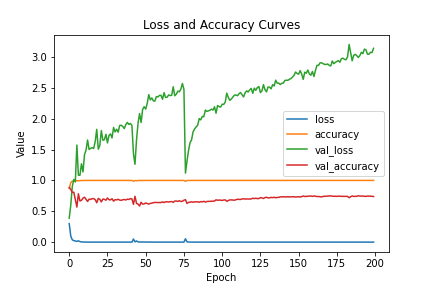 Loss and Accuracy Curves
3.0
2.5
2.0
1.5
1.0
0.5
0.0
Value
loss
accuracy
val_loss
val_accuracy
0 25 50 75 100 125 150 175 200
Epoch